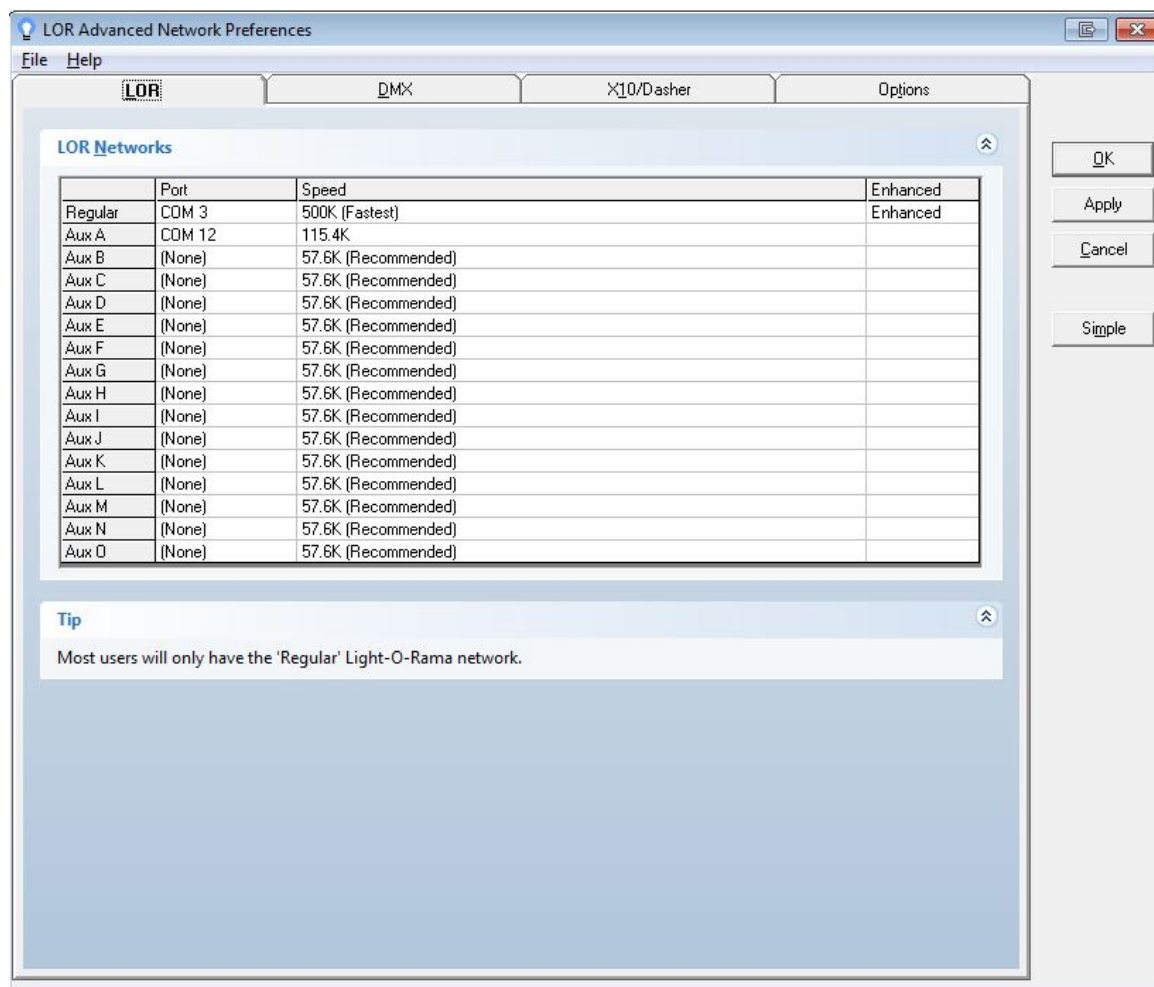 LOR Advanced Network Preferences
File Help
LOR DMX X10/Dasher Options
LOR Networks
OK
Apply
Cancel
Simple
Port Speed Enhanced
Regular COM 3 500K (Fastest) Enhanced
Aux A COM 12 115.4K
Aux B (None) 57.6K (Recommended)
Aux C (None) 57.6K (Recommended)
Aux D (None) 57.6K (Recommended)
Aux E (None) 57.6K (Recommended)
Aux F (None) 57.6K (Recommended)
Aux G (None) 57.6K (Recommended)
Aux H (None) 57.6K (Recommended)
Aux I (None) 57.6K (Recommended)
Aux J (None) 57.6K (Recommended)
Aux K (None) 57.6K (Recommended)
Aux L (None) 57.6K (Recommended)
Aux M (None) 57.6K (Recommended)
Aux N (None) 57.6K (Recommended)
Aux O (None) 57.6K (Recommended)
Tip
Most users will only have the 'Regular' Light-O-Rama network.